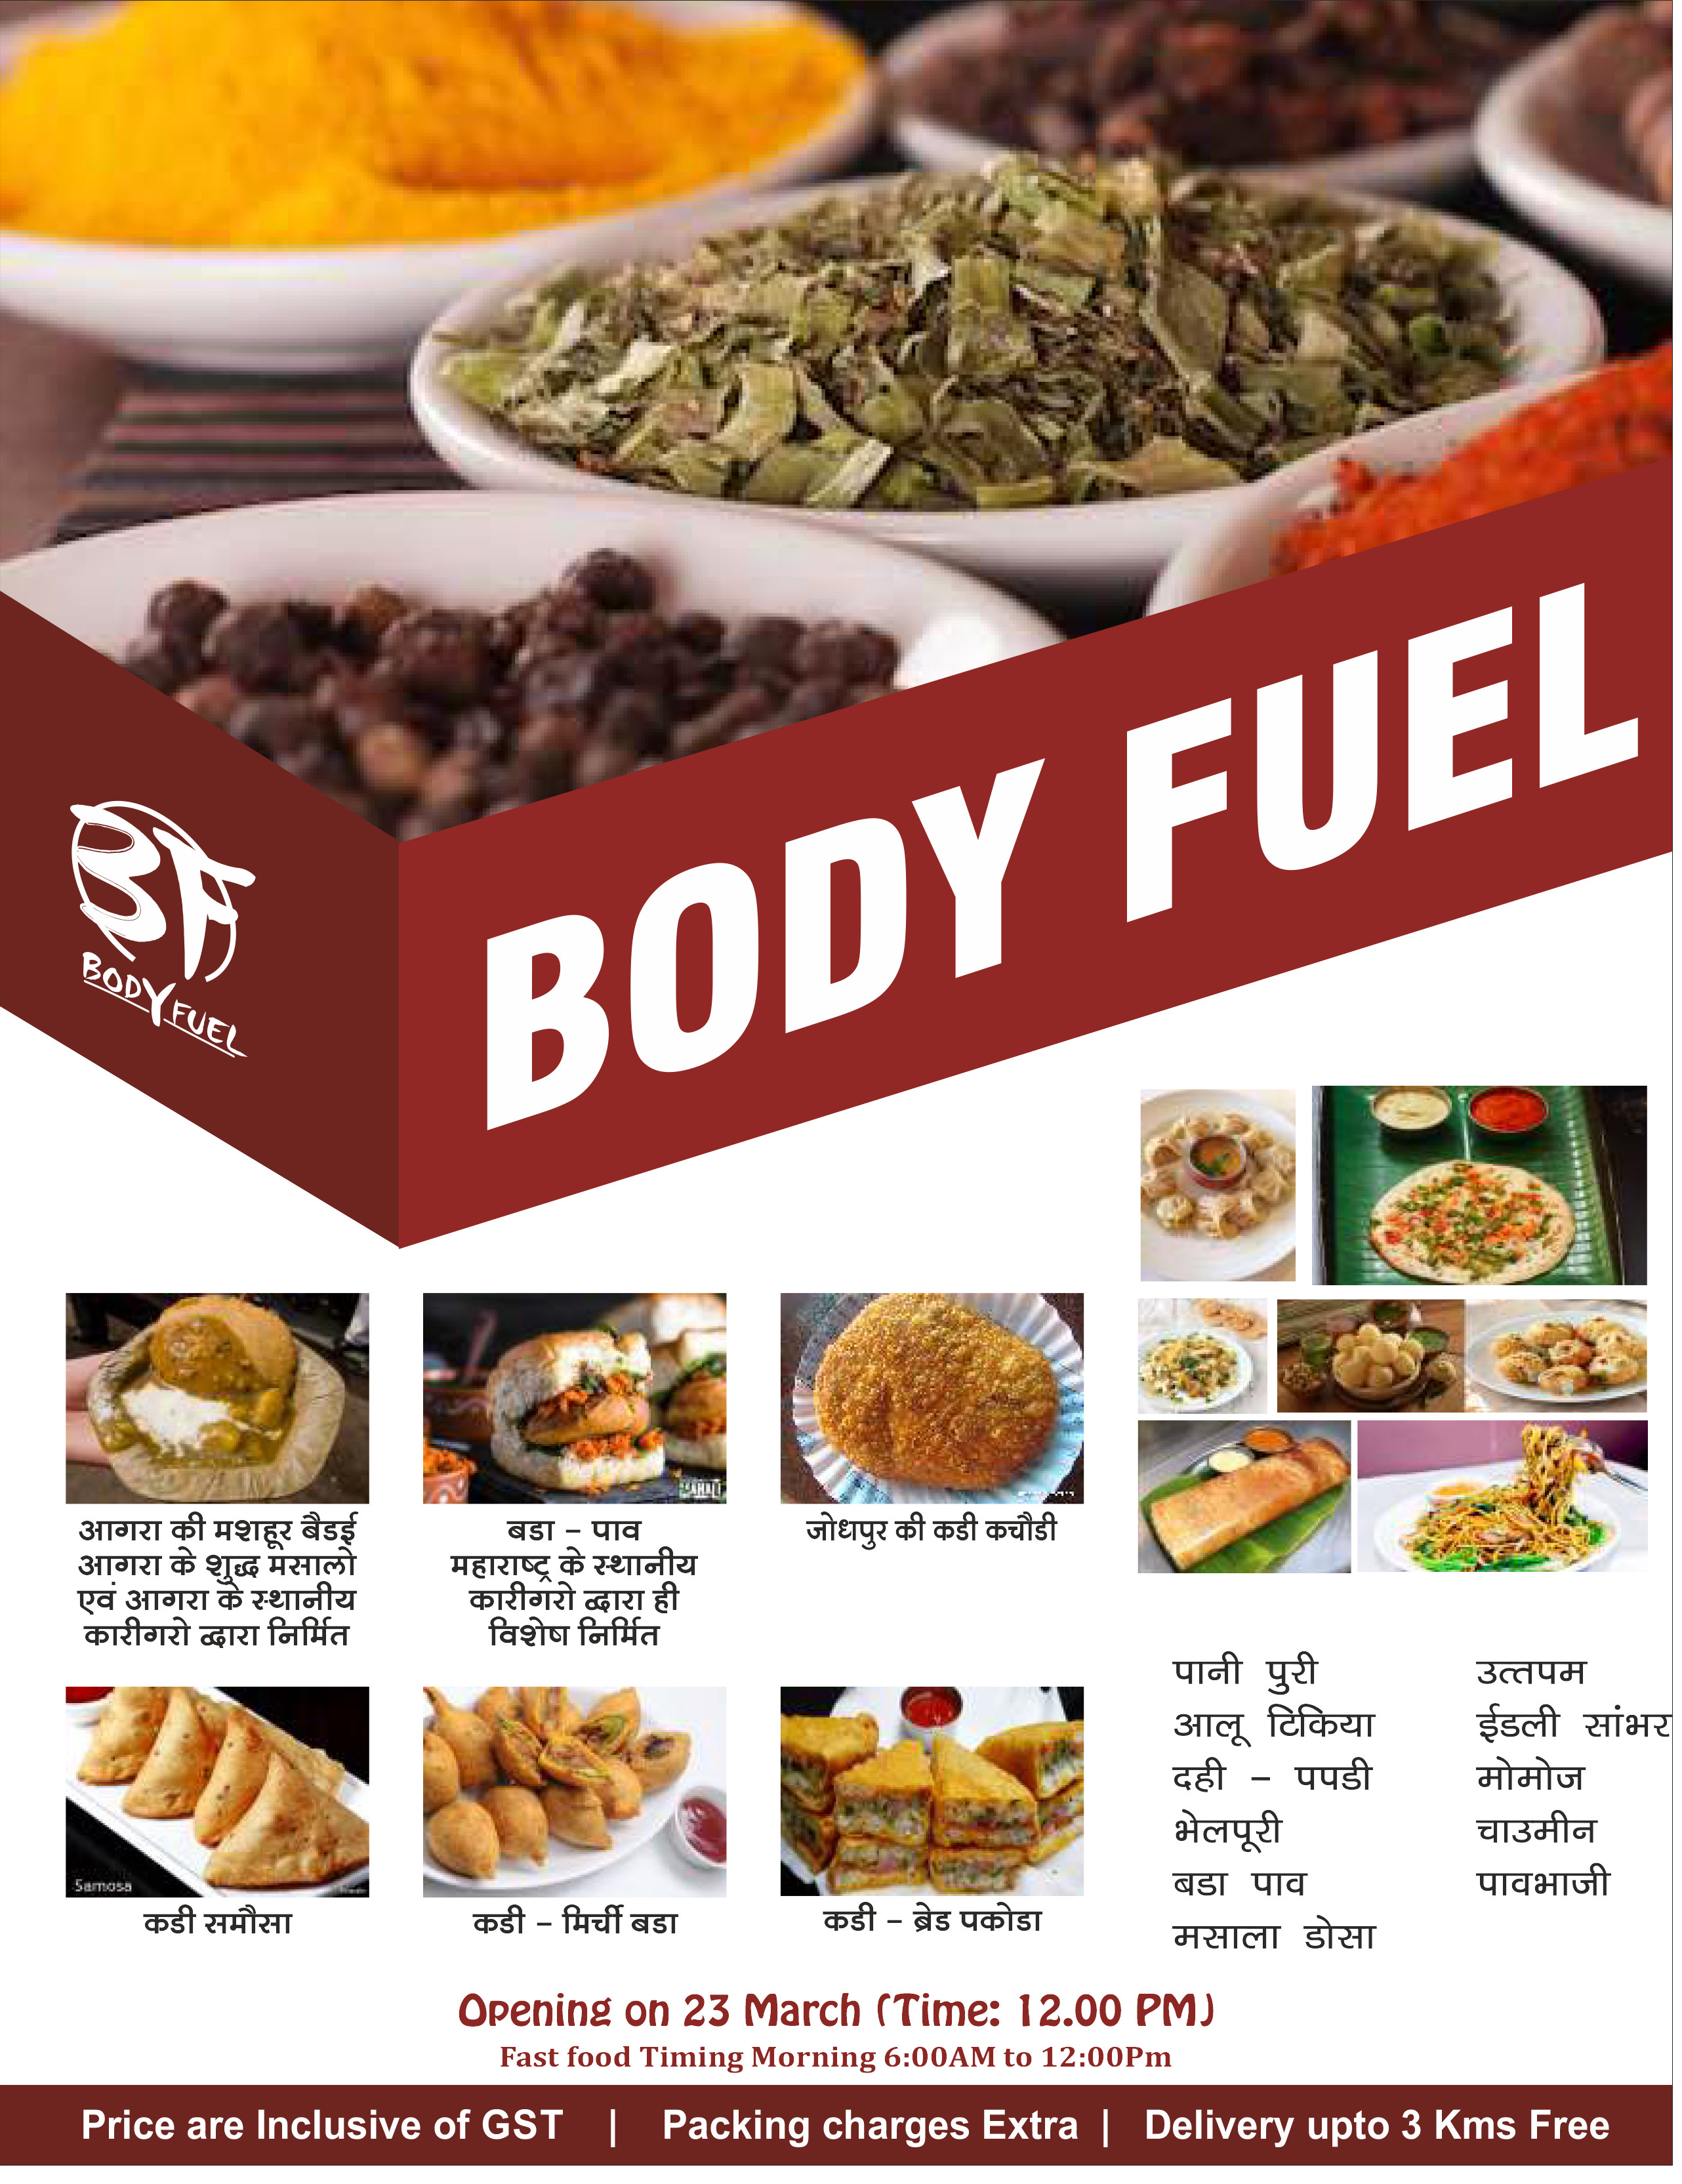 BODY FUEL
BF
BODY FUEL
आगरा की मशहूर बैडई
आगरा के शुद्ध मसालो
एवं आगरा के स्थानीय
कारीगरो द्वारा निर्मित
बडा – पाव
महाराष्ट्र के स्थानीय
कारीगरो द्वारा ही
विशेष निर्मित
जोधपुर की कडी कचौडी
Samosa
कडी समौसा
कडी – मिर्ची बडा
कडी – ब्रेड पकोडा
पानी पुरी
आलू टिकिया
दही – पपडी
भेलपूरी
बडा पाव
मसाला डोसा
उत्तपम
ईडली सांभर
मोमोज
चाउमीन
पावभाजी
Opening on 23 March (Time: 12.00 PM)
Fast food Timing Morning 6:00AM to 12:00Pm
Price are Inclusive of GST | Packing charges Extra | Delivery upto 3 Kms Free